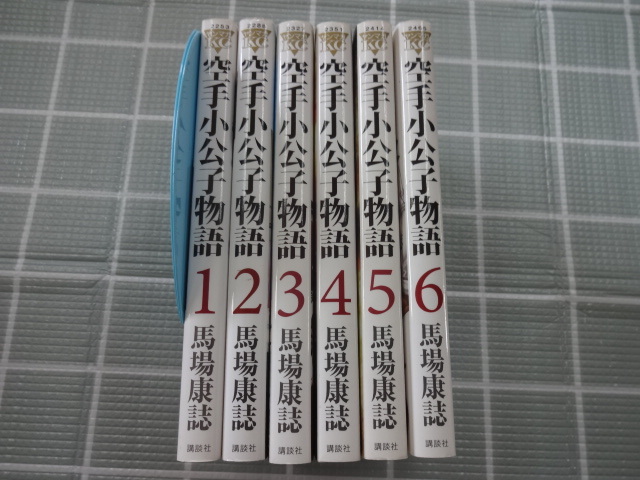 空手小公子物語 1 馬場康誌 講談社
空手小公子物語 2 馬場康誌 講談社
空手小公子物語 3 馬場康誌 講談社
空手小公子物語 4 馬場康誌 講談社
空手小公子物語 5 馬場康誌 講談社
空手小公子物語 6 馬場康誌 講談社